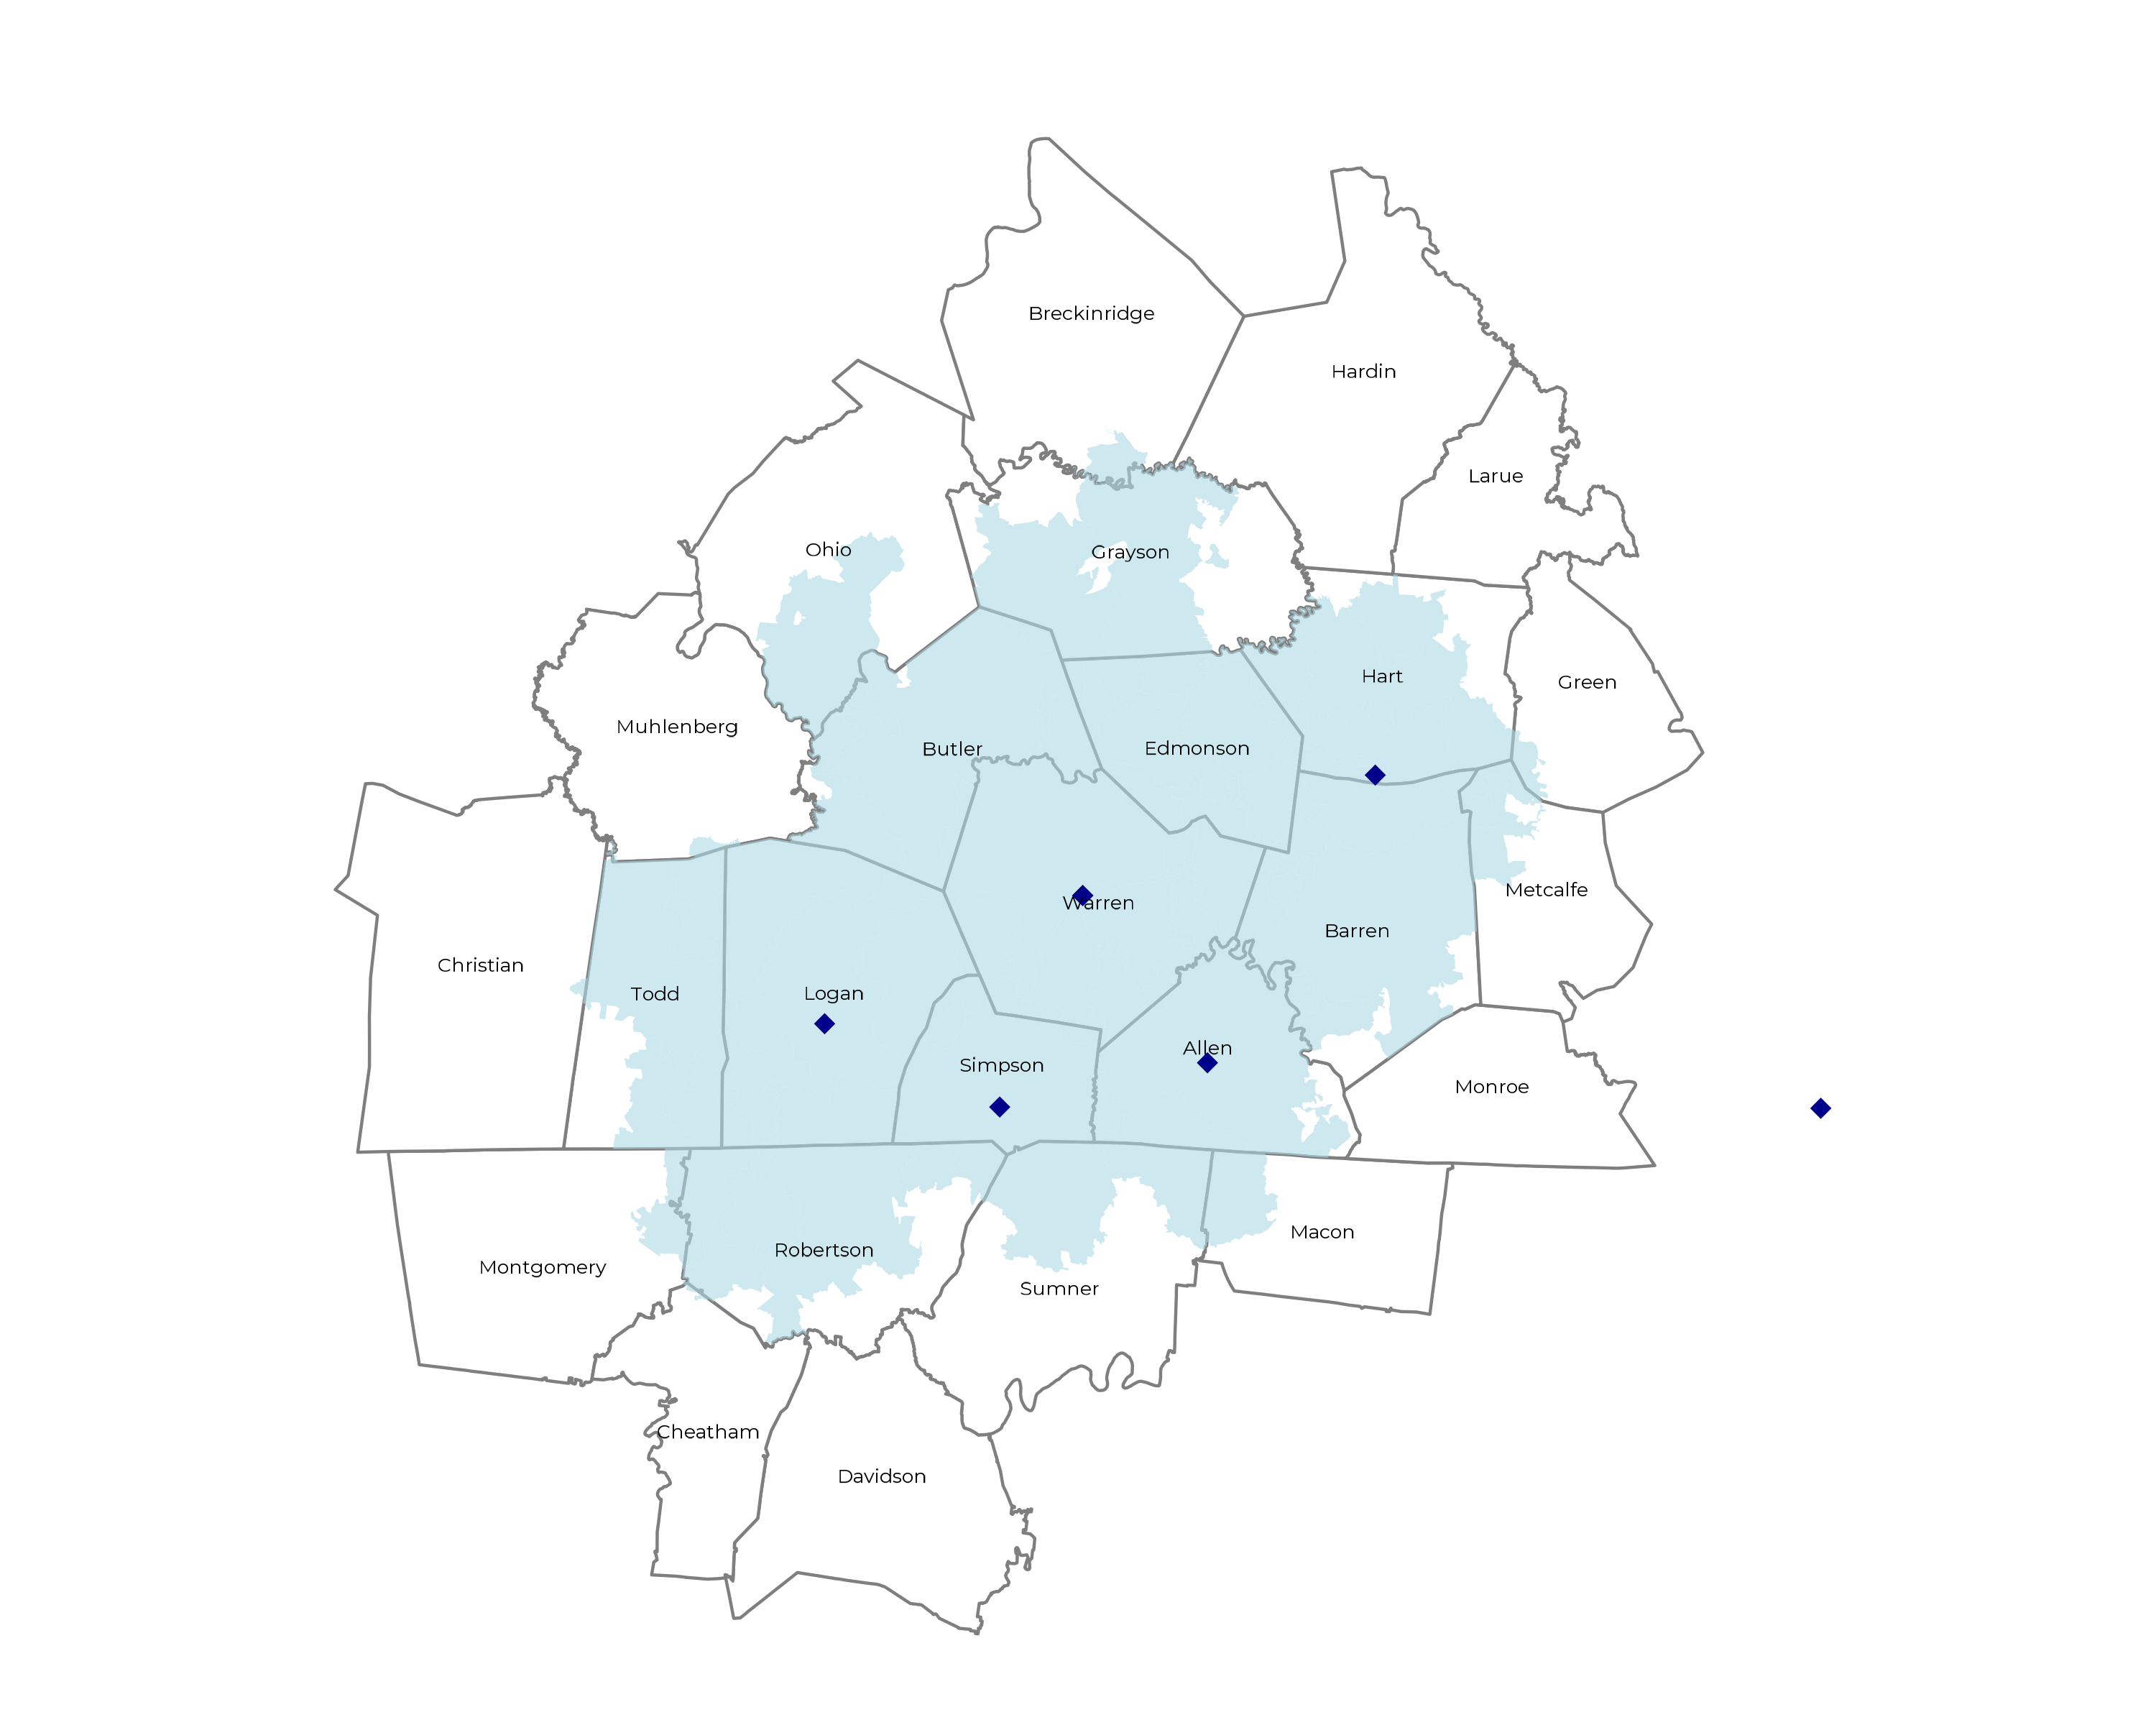 Breckinridge
Hardin
Larue
Ohio
Grayson
Hart
Green
Muhlenberg
Butler
Edmonson
Metcalfe
Warren
Barren
Christian
Todd
Logan
Allen
Simpson
Monroe
Macon
Robertson
Montgomery
Sumner
Cheatham
Davidson